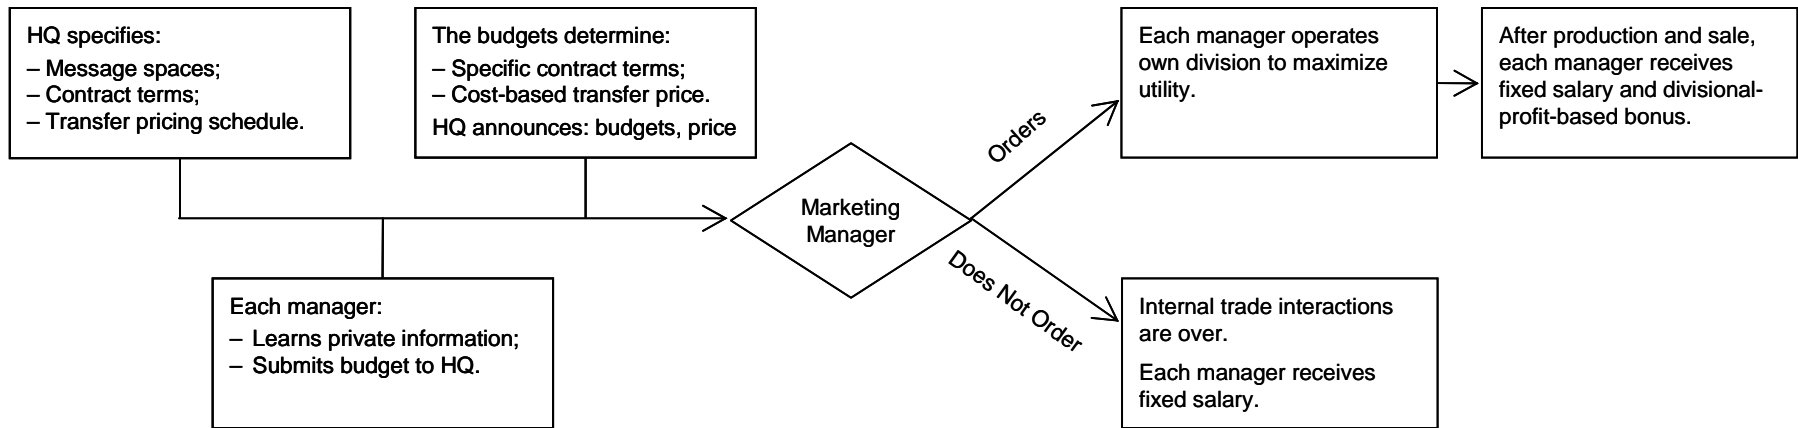 HQ specifies:
– Message spaces;
– Contract terms;
– Transfer pricing schedule.
The budgets determine:
– Specific contract terms;
– Cost-based transfer price.
HQ announces: budgets, price
Each manager:
– Learns private information;
– Submits budget to HQ.
Marketing
Manager
Orders
Does Not Order
Each manager operates
own division to maximize
utility.
After production and sale,
each manager receives
fixed salary and divisional-
profit-based bonus.
Internal trade interactions
are over.
Each manager receives
fixed salary.